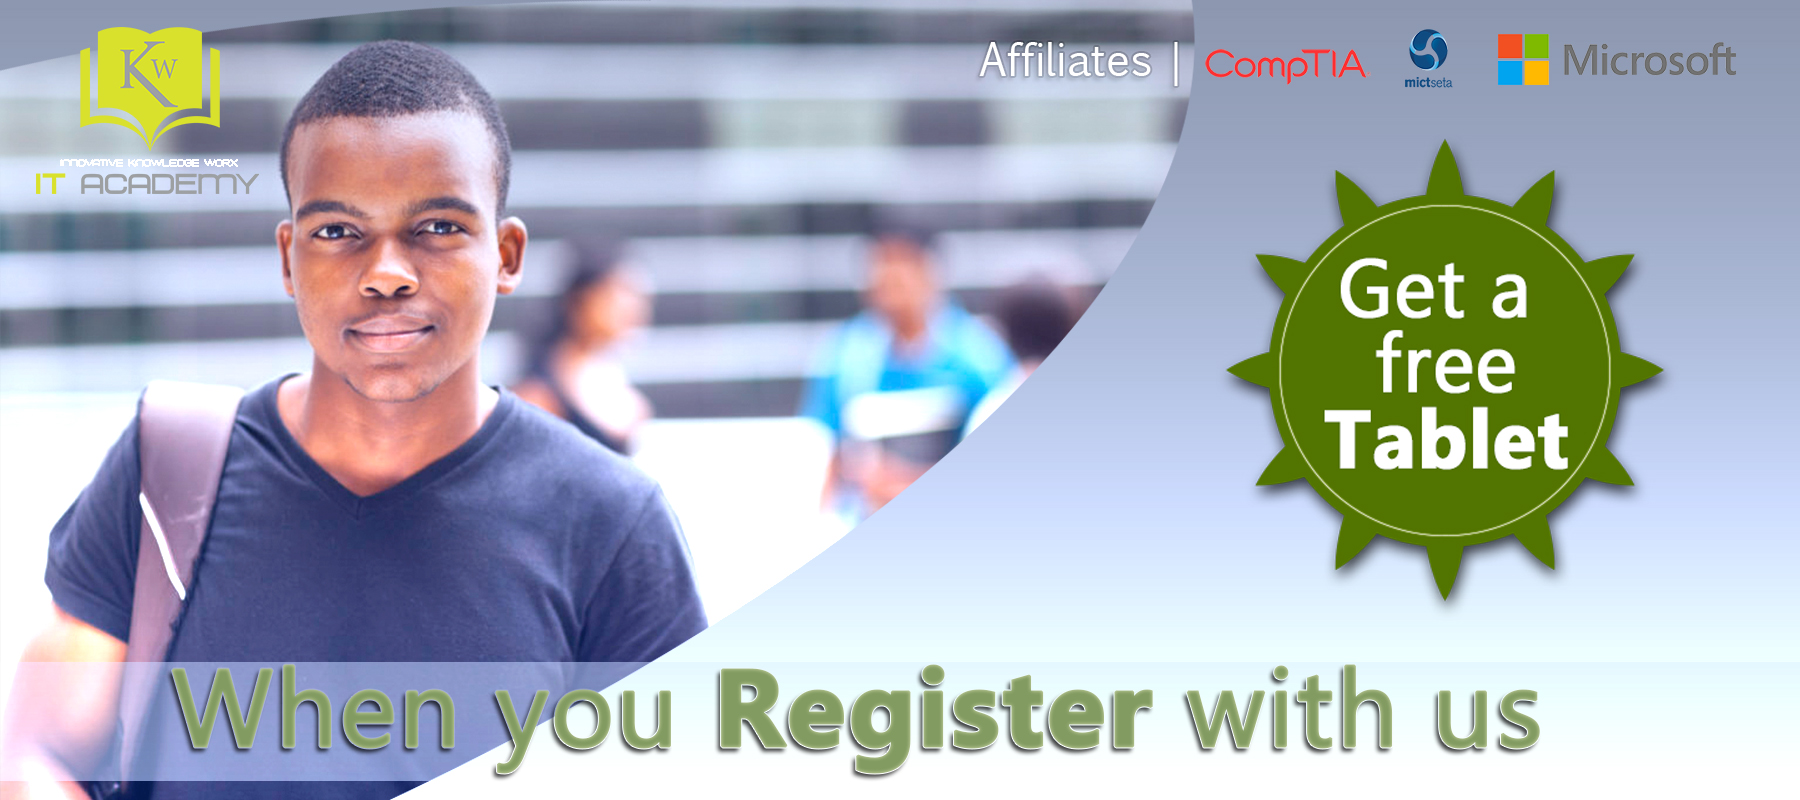 KW
INNOVATIVE KNOWLEDGE WORX
IT ACADEMY
Affiliates | CompTIA mictseta Microsoft
Get a
free
Tablet
When you Register with us